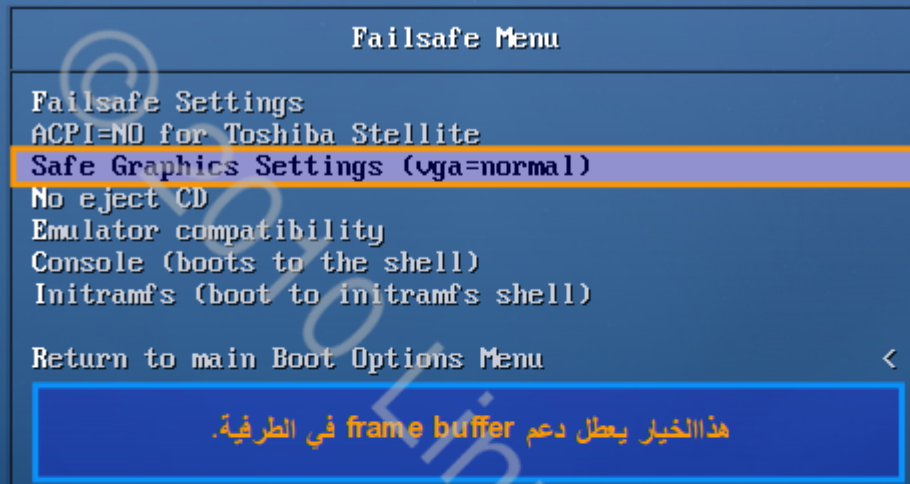 Failsafe Menu
Failsafe Settings
ACPI=NO for Toshiba Stellite
Safe Graphics Settings (vga=normal)
No eject CD
Emulator compatibility
Console (boots to the shell)
Initramfs (boot to initramfs shell)
Return to main Boot Options Menu <
هذاالخيار يعطل دعم frame buffer في الطرفية.
© 2010 Lin